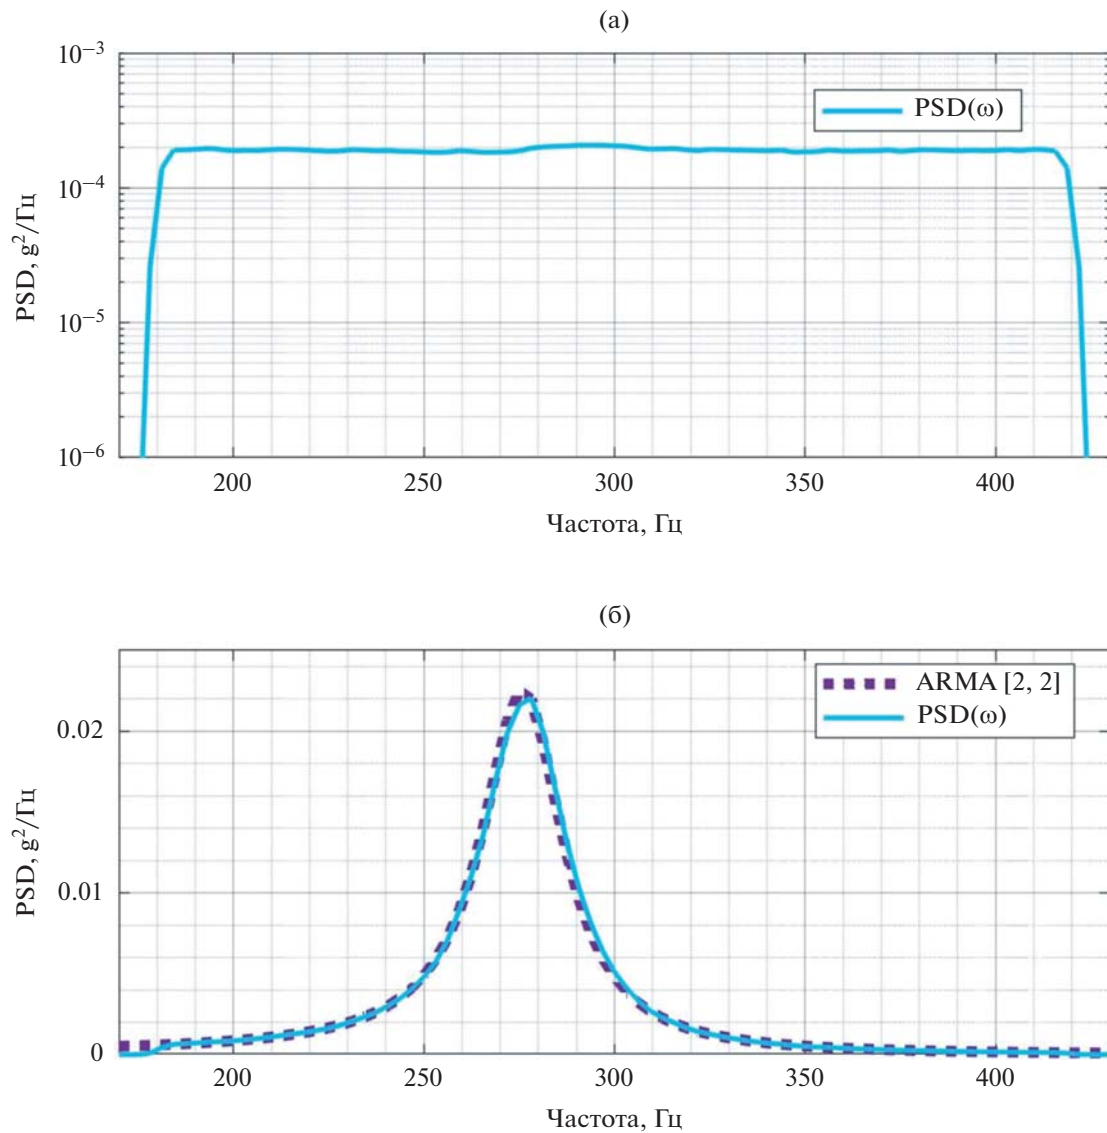 (а)
10⁻³
PSD(ω)
10⁻⁴
10⁻⁵
10⁻⁶
PSD, g²/Гц
200 250 300 350 400
Частота, Гц
(б)
ARMA [2, 2]
PSD(ω)
0.02
0.01
0
PSD, g²/Гц
200 250 300 350 400
Частота, Гц